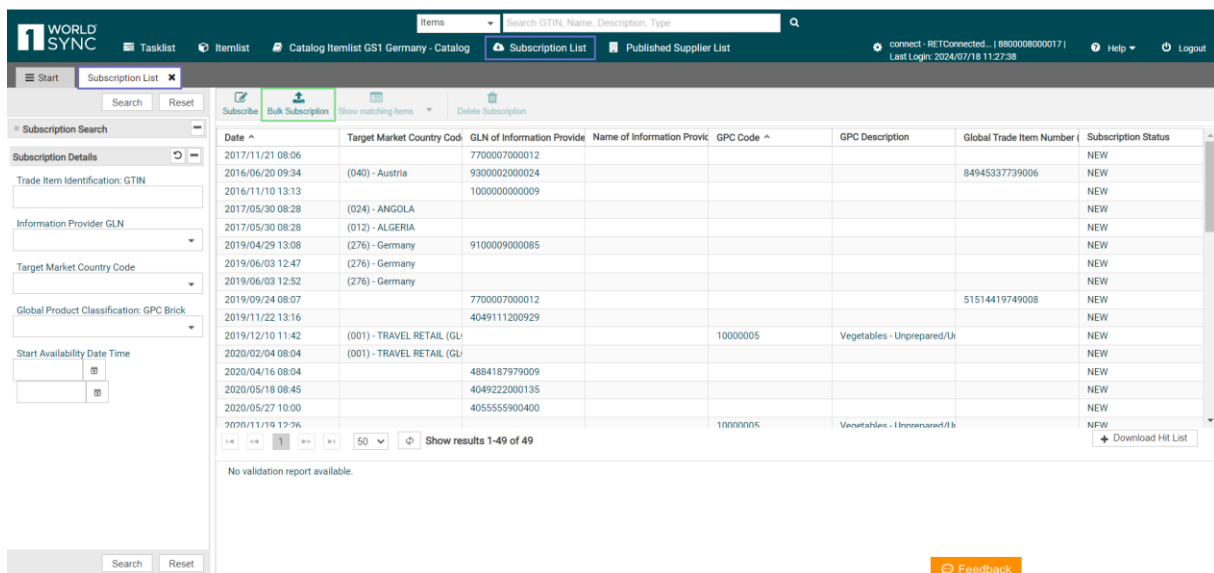 Items
Search GTIN, Name, Description, Type
1 WORLD SYNC
Tasklist
Itemlist
Catalog Itemlist GS1 Germany - Catalog
Subscription List
Published Supplier List
connect - RETConnected... | 8800008000017 |
Last Login: 2024/07/18 11:27:38
Help
Logout
Start
Subscription List
Search Reset
Subscription Search
Subscription Details
Trade Item Identification: GTIN
Information Provider GLN
Target Market Country Code
Global Product Classification: GPC Brick
Start Availability Date Time
Search Reset
Subscribe Bulk Subscription Show matching items Delete Subscription
Date Target Market Country Cod GLN of Information Provide Name of Information Provic GPC Code GPC Description Global Trade Item Number ( Subscription Status
2017/11/21 08:06 7700007000012 NEW
2016/06/20 09:34 (040) - Austria 9300002000024 84945337739006 NEW
2016/11/10 13:13 1000000000009 NEW
2017/05/30 08:28 (024) - ANGOLA NEW
2017/05/30 08:28 (012) - ALGERIA NEW
2019/04/29 13:08 (276) - Germany 9100009000085 NEW
2019/06/03 12:47 (276) - Germany NEW
2019/06/03 12:52 (276) - Germany NEW
2019/09/24 08:07 7700007000012 51514419749008 NEW
2019/11/22 13:16 4049111200929 NEW
2019/12/10 11:42 (001) - TRAVEL RETAIL (GL 10000005 Vegetables - Unprepared/U NEW
2020/02/04 08:04 (001) - TRAVEL RETAIL (GL NEW
2020/04/16 08:04 4884187979009 NEW
2020/05/18 08:45 4049222000135 NEW
2020/05/27 10:00 4055555900400 NEW
2020/11/19 12:26 10000005 Vegetables - Unprepared/U NEW
1 50 Show results 1-49 of 49
Download Hit List
No validation report available.
Feedback